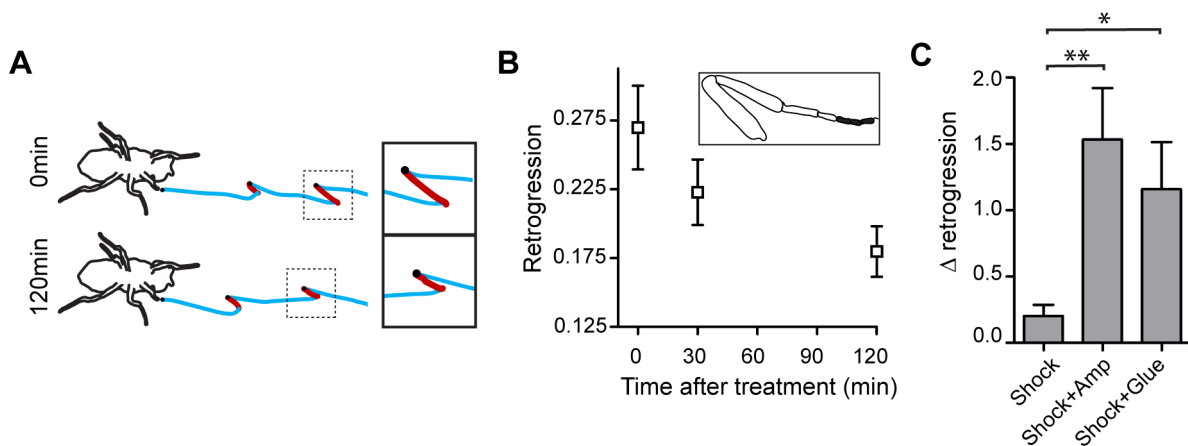 A
0min
120min
B
Retrogression
0.275
0.225
0.175
0.125
0
30
60
90
120
Time after treatment (min)
C
Δ retrogression
2.0
1.5
1.0
0.5
0.0
*
**
Shock
Shock+Amp
Shock+Glue